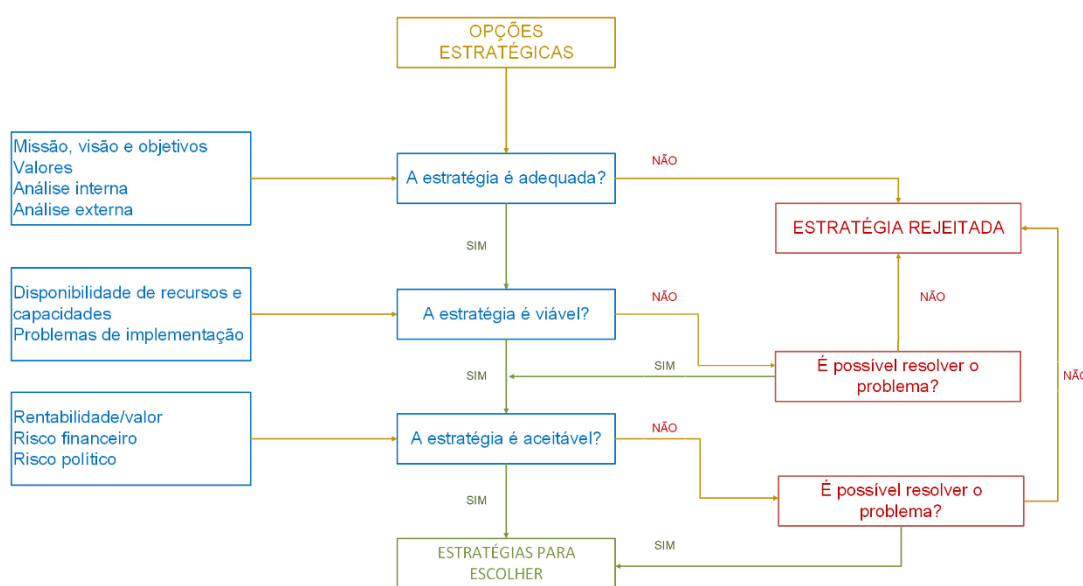 OPÇÕES
ESTRATÉGICAS
Missão, visão e objetivos
Valores
Análise interna
Análise externa
A estratégia é adequada?
NÃO
ESTRATÉGIA REJEITADA
SIM
Disponibilidade de recursos e
capacidades
Problemas de implementação
A estratégia é viável?
NÃO
NÃO
É possível resolver o
problema?
SIM
SIM
NÃO
Rentabilidade/valor
Risco financeiro
Risco político
A estratégia é aceitável?
NÃO
É possível resolver o
problema?
SIM
SIM
ESTRATÉGIAS PARA
ESCOLHER